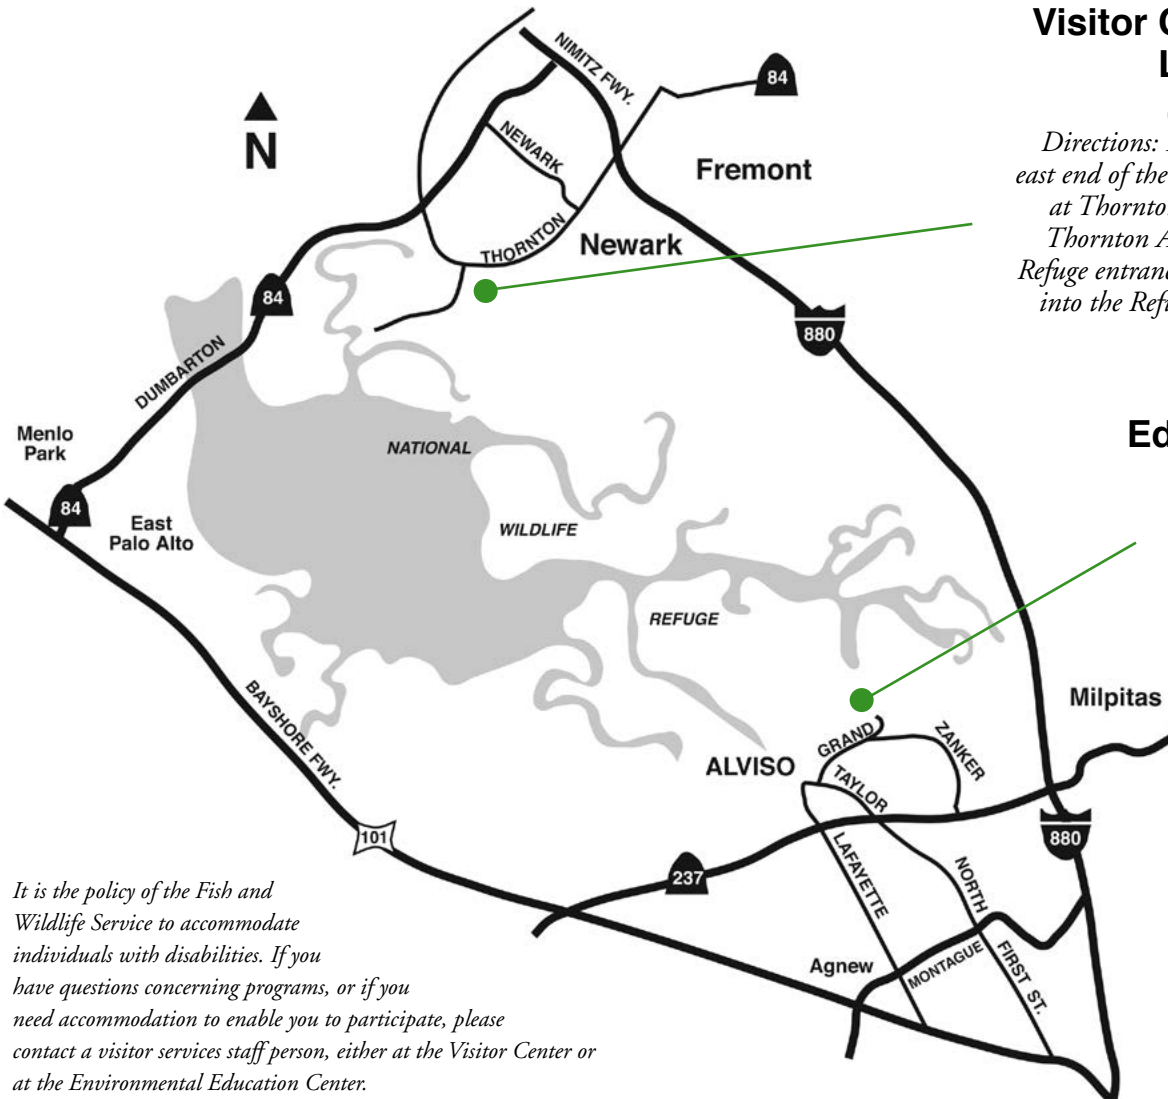 Visitor
NIMITZ FWY.
84
N
NEWARK
Fremont
Directions:
east end of the
at
THORNTON
Newark
Thornton
Refuge
84
into the
880
DUMBARTON
Menlo
Park
NATIONAL
84
East
Palo Alto
WILDLIFE
REFUGE
BAYSHORE FWY.
Milpitas
GRAND
ZANKER
ALVISO
TAYLOR
101
880
LAFAYETTE
237
NORTH
It is the policy of the Fish and
Wildlife Service to accommodate
individuals with disabilities. If you
Agnew
MONTAGUE
FIRST ST.
have questions concerning programs, or if you
need accommodation to enable you to participate, please
contact a visitor services staff person, either at the Visitor Center or
at the Environmental Education Center.